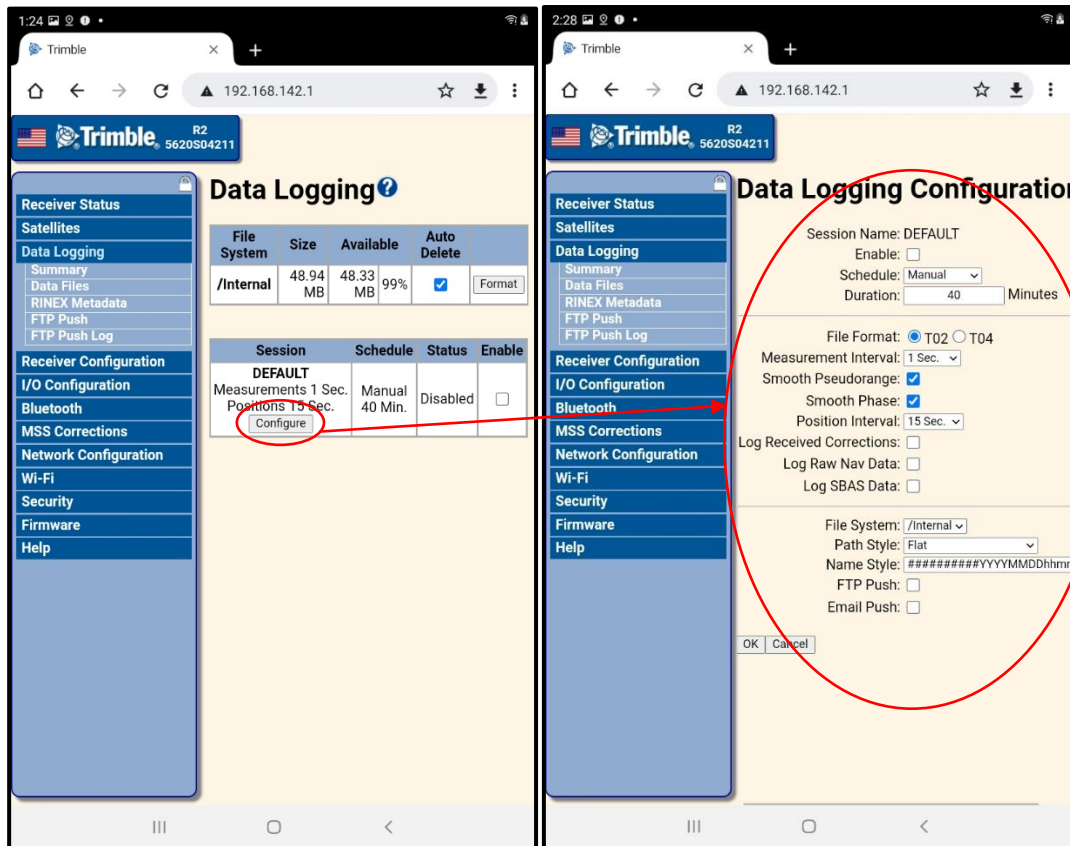 1:24
Trimble
192.168.142.1
Trimble® R2
5620S04211
Receiver Status
Satellites
Data Logging
Summary
Data Files
RINEX Metadata
FTP Push
FTP Push Log
Receiver Configuration
I/O Configuration
Bluetooth
MSS Corrections
Network Configuration
Wi-Fi
Security
Firmware
Help
Data Logging?
File System Size Available Auto Delete
/Internal 48.94 MB 48.33 MB 99% Format
Session Schedule Status Enable
DEFAULT
Measurements 1 Sec.
Positions 15 Sec.
Configure
Manual
40 Min.
Disabled
2:28
Trimble
192.168.142.1
Trimble® R2
5620S04211
Receiver Status
Satellites
Data Logging
Summary
Data Files
RINEX Metadata
FTP Push
FTP Push Log
Receiver Configuration
I/O Configuration
Bluetooth
MSS Corrections
Network Configuration
Wi-Fi
Security
Firmware
Help
Data Logging Configuration
Session Name: DEFAULT
Enable:
Schedule: Manual
Duration: 40 Minutes
File Format: T02 T04
Measurement Interval: 1 Sec.
Smooth Pseudorange:
Smooth Phase:
Position Interval: 15 Sec.
Log Received Corrections:
Log Raw Nav Data:
Log SBAS Data:
File System: /Internal
Path Style: Flat
Name Style: ##########YYYYMMDDhhmm
FTP Push:
Email Push:
OK Cancel